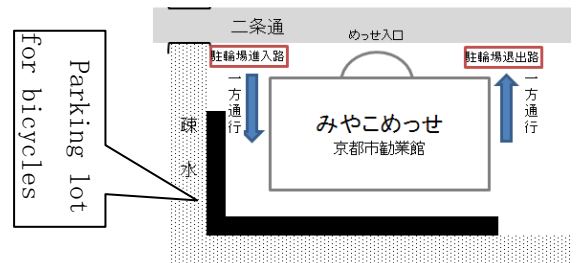 二条通
めっせ入口
駐輪場進入路
駐輪場退出路
一方通行
一方通行
みやこめっせ
京都市勧業館
疎水
Parking lot
for bicycles